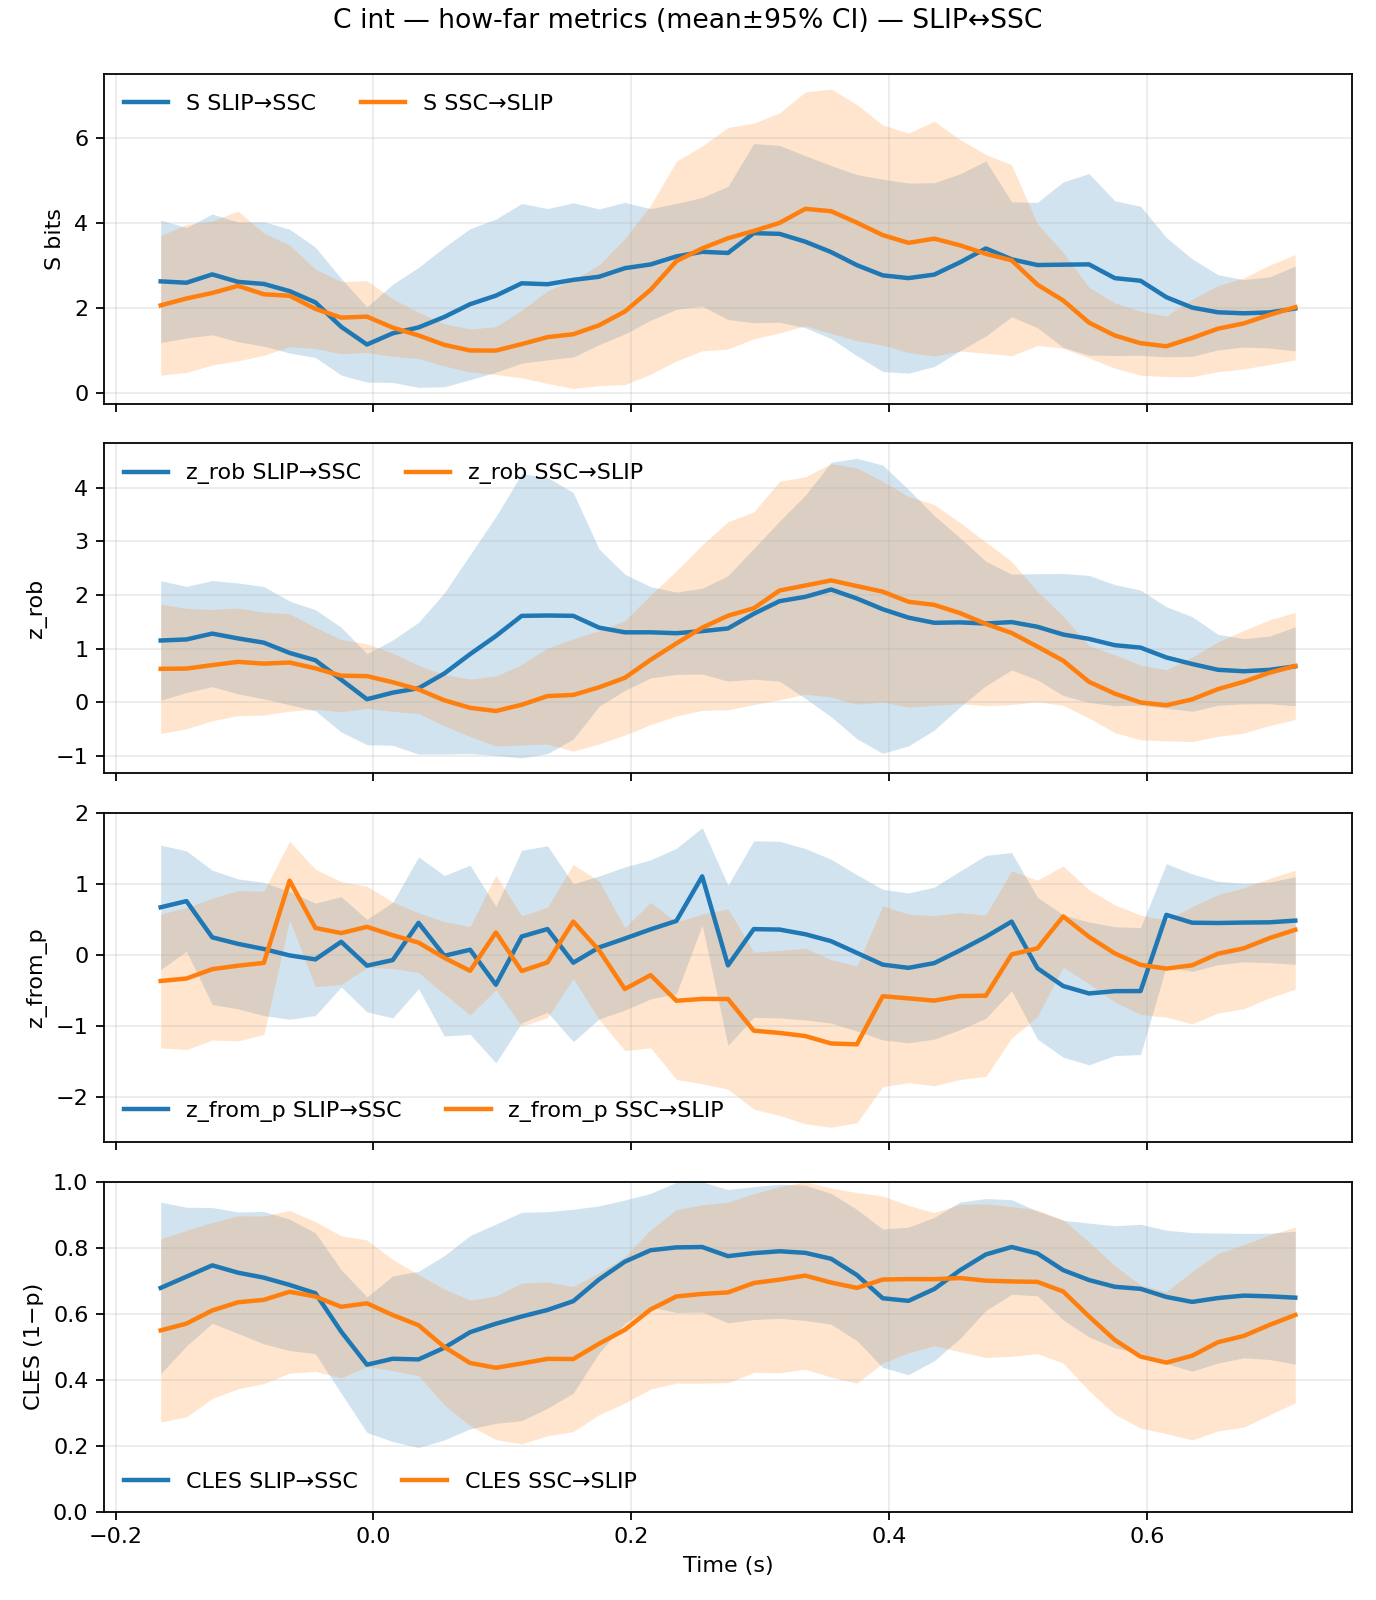 C int — how-far metrics (mean±95% CI) — SLIP↔SSC
S SLIP→SSC S SSC→SLIP
S bits
6
4
2
0
z_rob SLIP→SSC z_rob SSC→SLIP
z_rob
4
3
2
1
0
−1
z_from_p
2
1
0
−1
−2
z_from_p SLIP→SSC z_from_p SSC→SLIP
CLES (1−p)
1.0
0.8
0.6
0.4
0.2
0.0
CLES SLIP→SSC CLES SSC→SLIP
−0.2 0.0 0.2 0.4 0.6
Time (s)